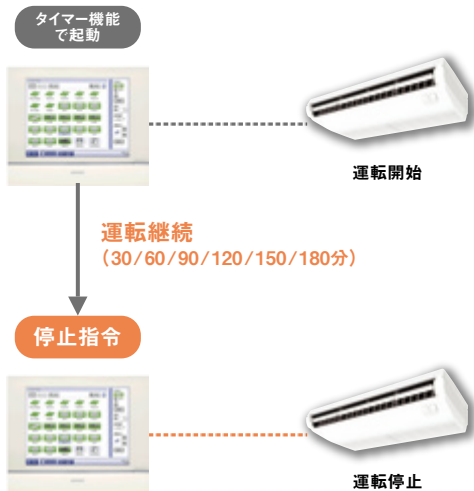 タイマー機能
で起動
運転開始
運転継続
（30/60/90/120/150/180分）
停止指令
運転停止